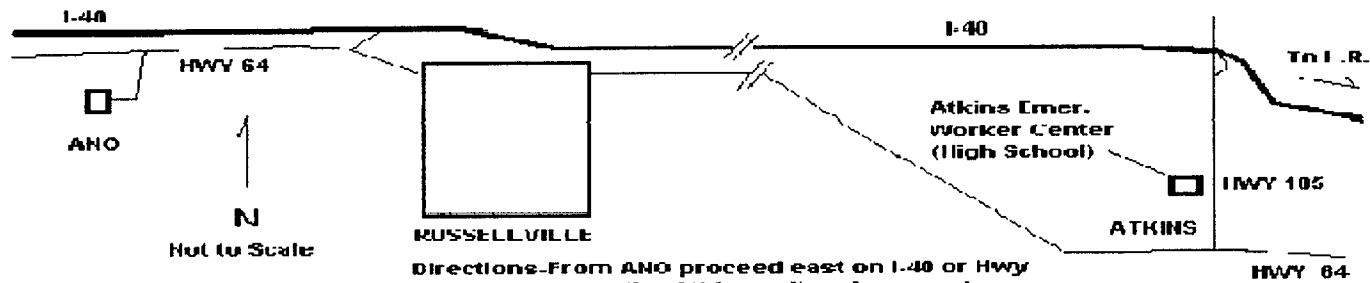 I-40
I-40
HWY 64
To L.R.
ANO
Atkins Emer.
Worker Center
(High School)
HWY 105
N
Not to Scale
RUSSELLVILLE
ATKINS
Directions-From ANO proceed east on I-40 or Hwy
HWY 64